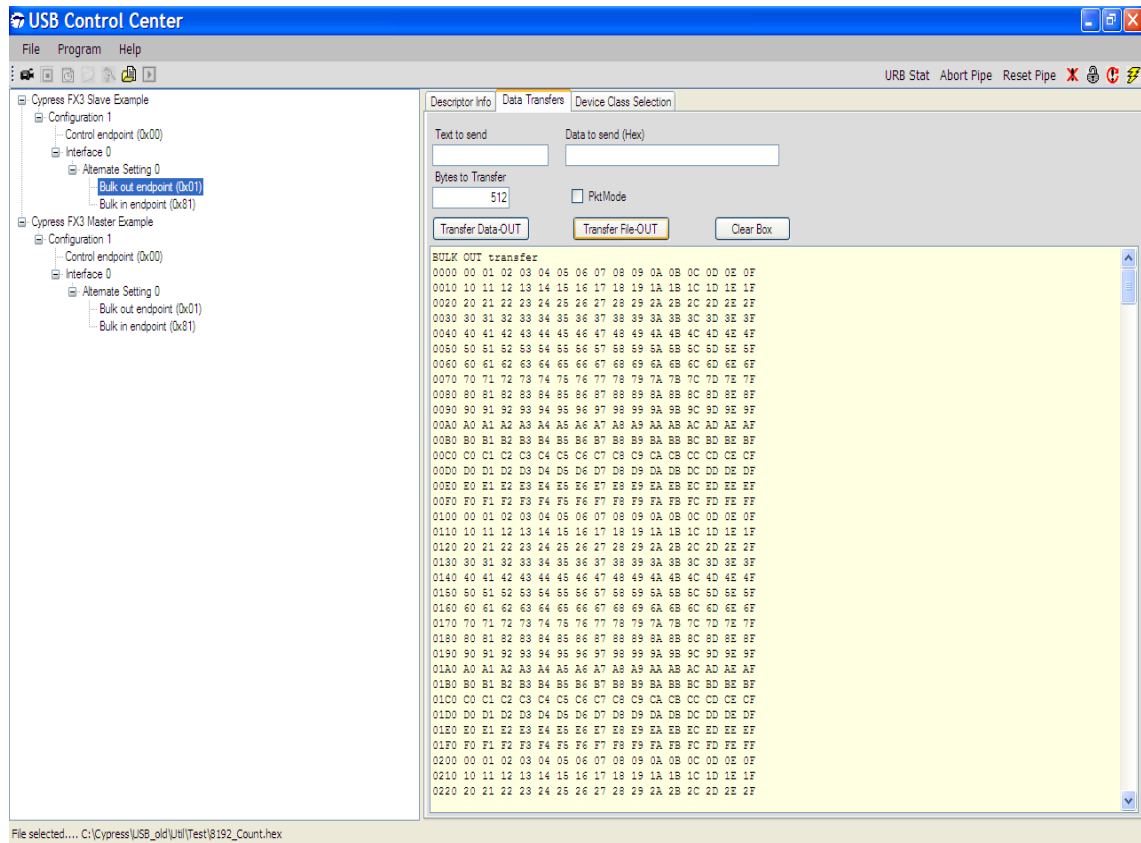 USB Control Center
File Program Help
URB Stat Abort Pipe Reset Pipe
Cypress FX3 Slave Example
Configuration 1
Control endpoint (0x00)
Interface 0
Alternate Setting 0
Bulk out endpoint (0x01)
Bulk in endpoint (0x81)
Cypress FX3 Master Example
Configuration 1
Control endpoint (0x00)
Interface 0
Alternate Setting 0
Bulk out endpoint (0x01)
Bulk in endpoint (0x81)
Descriptor Info Data Transfers Device Class Selection
Text to send Data to send (Hex)
Bytes to Transfer
512 PktMode
Transfer Data-OUT Transfer File-OUT Clear Box
BULK OUT transfer
0000 00 01 02 03 04 05 06 07 08 09 0A 0B 0C 0D 0E 0F
0010 10 11 12 13 14 15 16 17 18 19 1A 1B 1C 1D 1E 1F
0020 20 21 22 23 24 25 26 27 28 29 2A 2B 2C 2D 2E 2F
0030 30 31 32 33 34 35 36 37 38 39 3A 3B 3C 3D 3E 3F
0040 40 41 42 43 44 45 46 47 48 49 4A 4B 4C 4D 4E 4F
0050 50 51 52 53 54 55 56 57 58 59 5A 5B 5C 5D 5E 5F
0060 60 61 62 63 64 65 66 67 68 69 6A 6B 6C 6D 6E 6F
0070 70 71 72 73 74 75 76 77 78 79 7A 7B 7C 7D 7E 7F
0080 80 81 82 83 84 85 86 87 88 89 8A 8B 8C 8D 8E 8F
0090 90 91 92 93 94 95 96 97 98 99 9A 9B 9C 9D 9E 9F
00A0 A0 A1 A2 A3 A4 A5 A6 A7 A8 A9 AA AB AC AD AE AF
00B0 B0 B1 B2 B3 B4 B5 B6 B7 B8 B9 BA BB BC BD BE BF
00C0 C0 C1 C2 C3 C4 C5 C6 C7 C8 C9 CA CB CC CD CE CF
00D0 D0 D1 D2 D3 D4 D5 D6 D7 D8 D9 DA DB DC DD DE DF
00E0 E0 E1 E2 E3 E4 E5 E6 E7 E8 E9 EA EB EC ED EE EF
00F0 F0 F1 F2 F3 F4 F5 F6 F7 F8 F9 FA FB FC FD FE FF
0100 00 01 02 03 04 05 06 07 08 09 0A 0B 0C 0D 0E 0F
0110 10 11 12 13 14 15 16 17 18 19 1A 1B 1C 1D 1E 1F
0120 20 21 22 23 24 25 26 27 28 29 2A 2B 2C 2D 2E 2F
0130 30 31 32 33 34 35 36 37 38 39 3A 3B 3C 3D 3E 3F
0140 40 41 42 43 44 45 46 47 48 49 4A 4B 4C 4D 4E 4F
0150 50 51 52 53 54 55 56 57 58 59 5A 5B 5C 5D 5E 5F
0160 60 61 62 63 64 65 66 67 68 69 6A 6B 6C 6D 6E 6F
0170 70 71 72 73 74 75 76 77 78 79 7A 7B 7C 7D 7E 7F
0180 80 81 82 83 84 85 86 87 88 89 8A 8B 8C 8D 8E 8F
0190 90 91 92 93 94 95 96 97 98 99 9A 9B 9C 9D 9E 9F
01A0 A0 A1 A2 A3 A4 A5 A6 A7 A8 A9 AA AB AC AD AE AF
01B0 B0 B1 B2 B3 B4 B5 B6 B7 B8 B9 BA BB BC BD BE BF
01C0 C0 C1 C2 C3 C4 C5 C6 C7 C8 C9 CA CB CC CD CE CF
01D0 D0 D1 D2 D3 D4 D5 D6 D7 D8 D9 DA DB DC DD DE DF
01E0 E0 E1 E2 E3 E4 E5 E6 E7 E8 E9 EA EB EC ED EE EF
01F0 F0 F1 F2 F3 F4 F5 F6 F7 F8 F9 FA FB FC FD FE FF
0200 00 01 02 03 04 05 06 07 08 09 0A 0B 0C 0D 0E 0F
0210 10 11 12 13 14 15 16 17 18 19 1A 1B 1C 1D 1E 1F
0220 20 21 22 23 24 25 26 27 28 29 2A 2B 2C 2D 2E 2F
File selected.... C:\Cypress\USB_old\Util\Test\8192_Count.hex